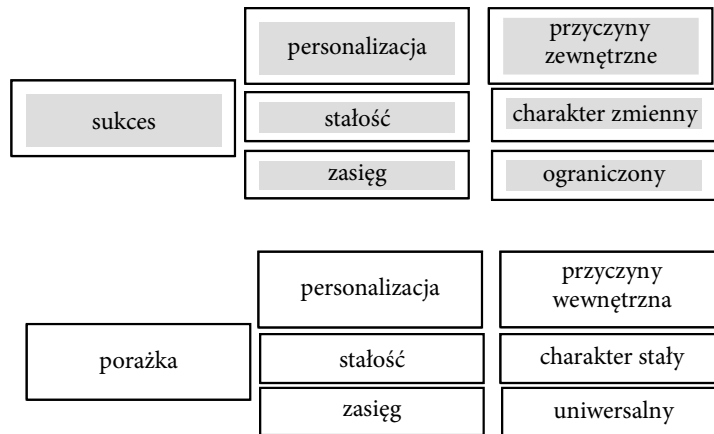 sukces
personalizacja
przyczyny
zewnętrzne
stałość
charakter zmienny
zasięg
ograniczony
porażka
personalizacja
przyczyny
wewnętrzna
stałość
charakter stały
zasięg
uniwersalny